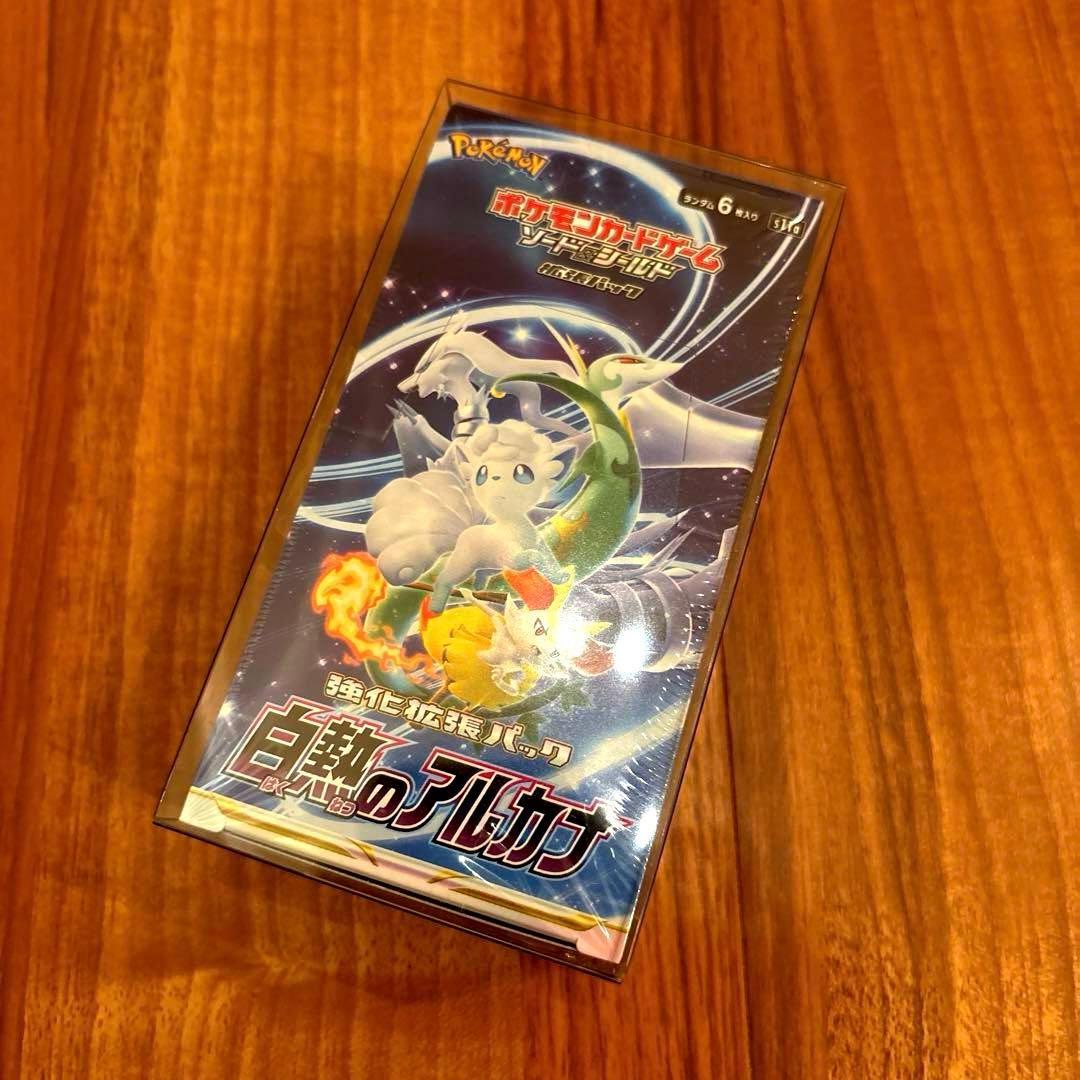 POKéMON
ランダム6枚入り s11a
ポケモンカードゲーム
ソード&シールド
拡張パック
強化拡張パック
白熱のアルカナ
はく ねつ